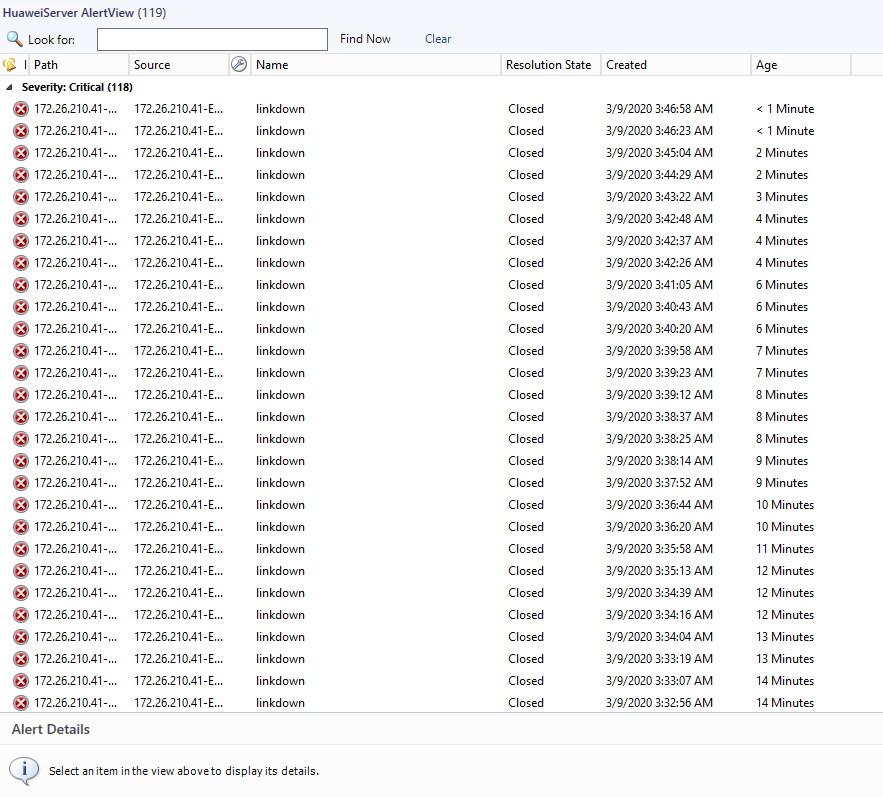 HuaweiServer AlertView (119)
Look for: Find Now Clear
I Path Source Name Resolution State Created Age
Severity: Critical (118)
172.26.210.41-... 172.26.210.41-E... linkdown Closed 3/9/2020 3:46:58 AM < 1 Minute
172.26.210.41-... 172.26.210.41-E... linkdown Closed 3/9/2020 3:46:23 AM < 1 Minute
172.26.210.41-... 172.26.210.41-E... linkdown Closed 3/9/2020 3:45:04 AM 2 Minutes
172.26.210.41-... 172.26.210.41-E... linkdown Closed 3/9/2020 3:44:29 AM 2 Minutes
172.26.210.41-... 172.26.210.41-E... linkdown Closed 3/9/2020 3:43:22 AM 3 Minutes
172.26.210.41-... 172.26.210.41-E... linkdown Closed 3/9/2020 3:42:48 AM 4 Minutes
172.26.210.41-... 172.26.210.41-E... linkdown Closed 3/9/2020 3:42:37 AM 4 Minutes
172.26.210.41-... 172.26.210.41-E... linkdown Closed 3/9/2020 3:42:26 AM 4 Minutes
172.26.210.41-... 172.26.210.41-E... linkdown Closed 3/9/2020 3:41:05 AM 6 Minutes
172.26.210.41-... 172.26.210.41-E... linkdown Closed 3/9/2020 3:40:43 AM 6 Minutes
172.26.210.41-... 172.26.210.41-E... linkdown Closed 3/9/2020 3:40:20 AM 6 Minutes
172.26.210.41-... 172.26.210.41-E... linkdown Closed 3/9/2020 3:39:58 AM 7 Minutes
172.26.210.41-... 172.26.210.41-E... linkdown Closed 3/9/2020 3:39:23 AM 7 Minutes
172.26.210.41-... 172.26.210.41-E... linkdown Closed 3/9/2020 3:39:12 AM 8 Minutes
172.26.210.41-... 172.26.210.41-E... linkdown Closed 3/9/2020 3:38:37 AM 8 Minutes
172.26.210.41-... 172.26.210.41-E... linkdown Closed 3/9/2020 3:38:25 AM 8 Minutes
172.26.210.41-... 172.26.210.41-E... linkdown Closed 3/9/2020 3:38:14 AM 9 Minutes
172.26.210.41-... 172.26.210.41-E... linkdown Closed 3/9/2020 3:37:52 AM 9 Minutes
172.26.210.41-... 172.26.210.41-E... linkdown Closed 3/9/2020 3:36:44 AM 10 Minutes
172.26.210.41-... 172.26.210.41-E... linkdown Closed 3/9/2020 3:36:20 AM 10 Minutes
172.26.210.41-... 172.26.210.41-E... linkdown Closed 3/9/2020 3:35:58 AM 11 Minutes
172.26.210.41-... 172.26.210.41-E... linkdown Closed 3/9/2020 3:35:13 AM 12 Minutes
172.26.210.41-... 172.26.210.41-E... linkdown Closed 3/9/2020 3:34:39 AM 12 Minutes
172.26.210.41-... 172.26.210.41-E... linkdown Closed 3/9/2020 3:34:16 AM 12 Minutes
172.26.210.41-... 172.26.210.41-E... linkdown Closed 3/9/2020 3:34:04 AM 13 Minutes
172.26.210.41-... 172.26.210.41-E... linkdown Closed 3/9/2020 3:33:19 AM 13 Minutes
172.26.210.41-... 172.26.210.41-E... linkdown Closed 3/9/2020 3:33:07 AM 14 Minutes
172.26.210.41-... 172.26.210.41-E... linkdown Closed 3/9/2020 3:32:56 AM 14 Minutes
Alert Details
Select an item in the view above to display its details.